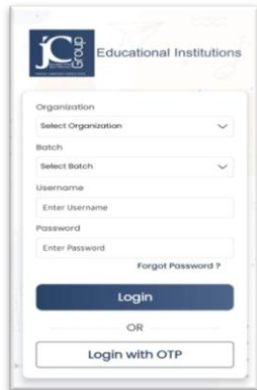 jC Group
Educational Institutions
Organization
Select Organization
Batch
Select Batch
Username
Enter Username
Password
Enter Password
Forgot Password ?
Login
OR
Login with OTP